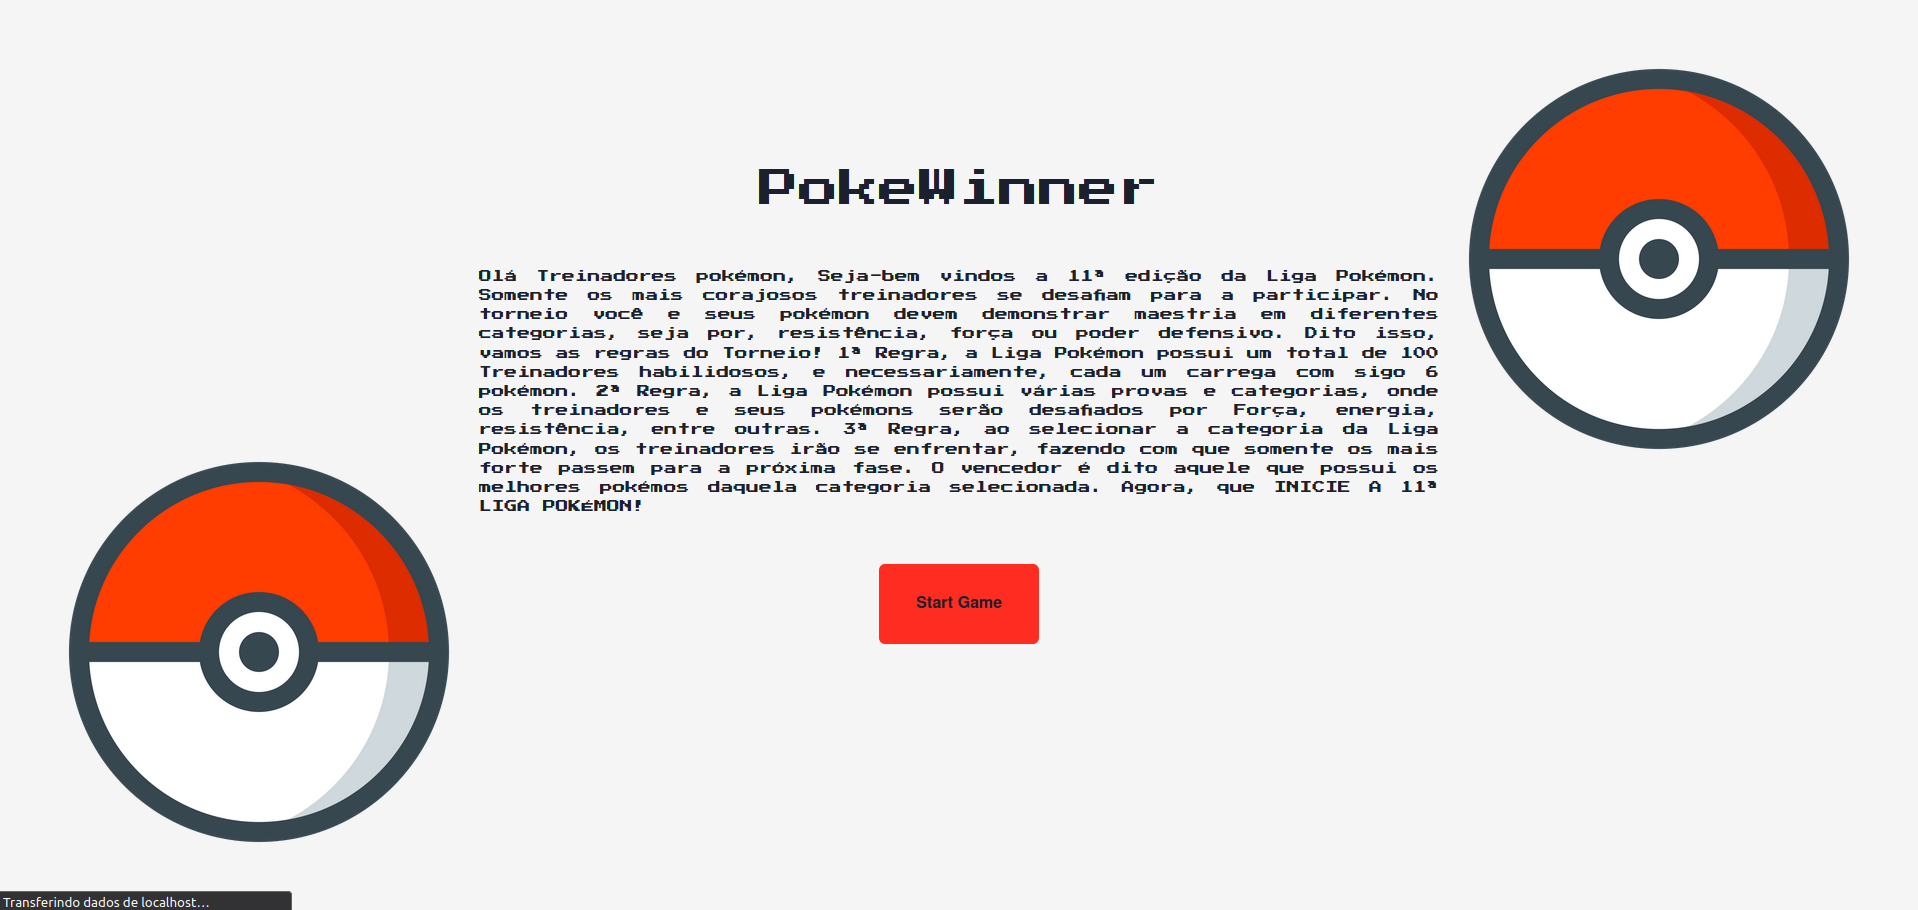 PokeWinner
Olá Treinadores pokémon, Seja-bem vindos a 11ª edição da Liga Pokémon.
Somente os mais corajosos treinadores se desafiam para a participar. No
torneio você e seus pokémon devem demonstrar maestria em diferentes
categorias, seja por, resistência, força ou poder defensivo. Dito isso,
vamos as regras do Torneio! 1ª Regra, a Liga Pokémon possui um total de 100
Treinadores habilidosos, e necessariamente, cada um carrega com sigo 6
pokémon. 2ª Regra, a Liga Pokémon possui várias provas e categorias, onde
os treinadores e seus pokémons serão desafiados por Força, energia,
resistência, entre outras. 3ª Regra, ao selecionar a categoria da Liga
Pokémon, os treinadores irão se enfrentar, fazendo com que somente os mais
forte passem para a próxima fase. O vencedor é dito aquele que possui os
melhores pokémos daquela categoria selecionada. Agora, que INICIE A 11ª
LIGA POKÉMON!
Start Game
Transferindo dados de localhost...